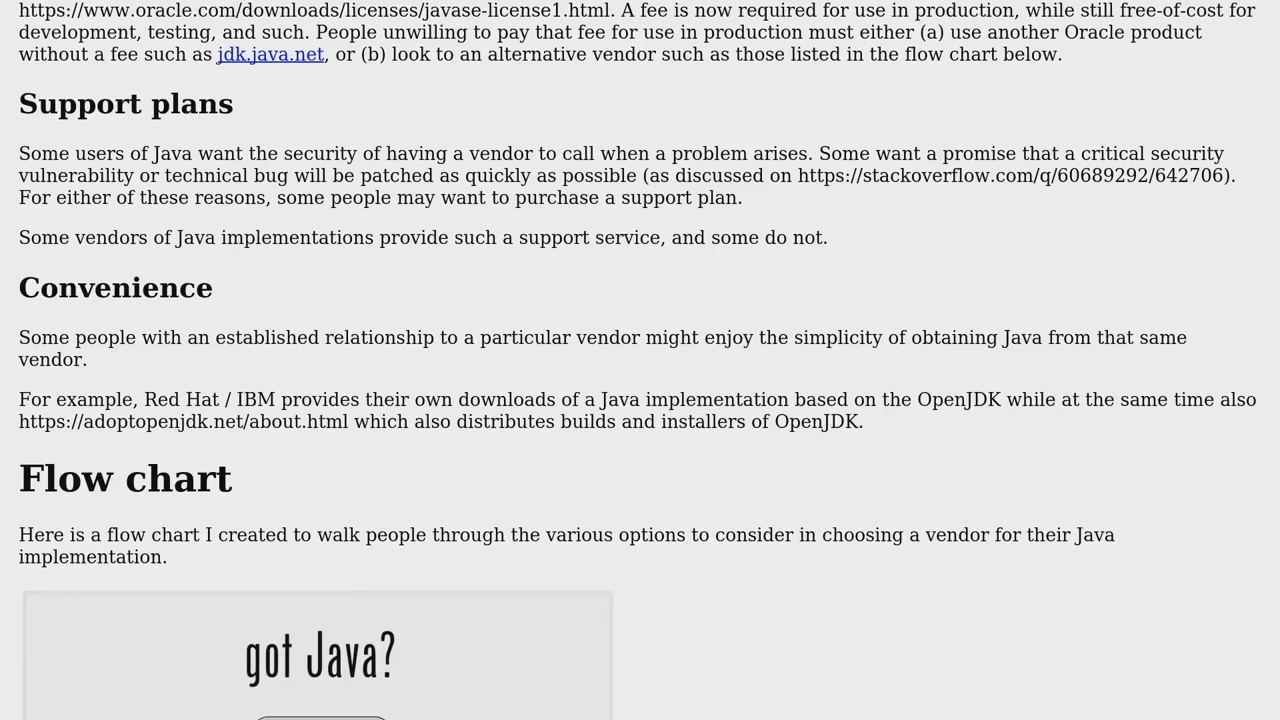 https://www.oracle.com/downloads/licenses/javase-license1.html. A fee is now required for use in production, while still free-of-cost for
development, testing, and such. People unwilling to pay that fee for use in production must either (a) use another Oracle product
without a fee such as jdk.java.net, or (b) look to an alternative vendor such as those listed in the flow chart below.
Support plans
Some users of Java want the security of having a vendor to call when a problem arises. Some want a promise that a critical security
vulnerability or technical bug will be patched as quickly as possible (as discussed on https://stackoverflow.com/q/60689292/642706).
For either of these reasons, some people may want to purchase a support plan.
Some vendors of Java implementations provide such a support service, and some do not.
Convenience
Some people with an established relationship to a particular vendor might enjoy the simplicity of obtaining Java from that same
vendor.
For example, Red Hat / IBM provides their own downloads of a Java implementation based on the OpenJDK while at the same time also
https://adoptopenjdk.net/about.html which also distributes builds and installers of OpenJDK.
Flow chart
Here is a flow chart I created to walk people through the various options to consider in choosing a vendor for their Java
implementation.
got Java?